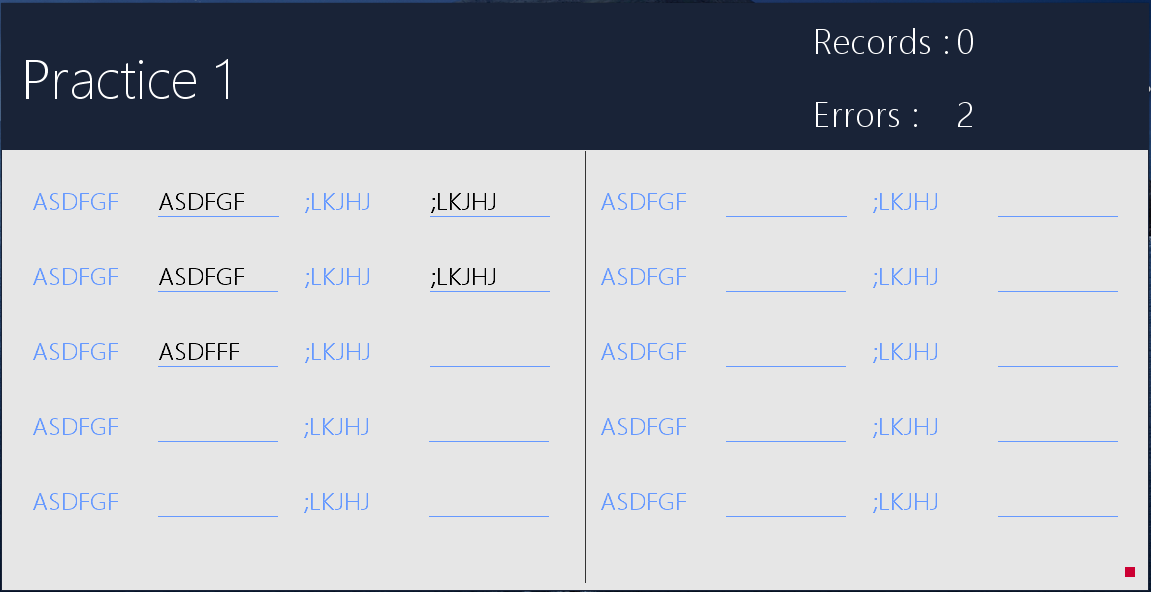 Practice 1
Records : 0
Errors : 2
ASDFGF ASDFGF ;LKJHJ ;LKJHJ
ASDFGF ASDFGF ;LKJHJ ;LKJHJ
ASDFGF ASDFFF ;LKJHJ
ASDFGF ;LKJHJ
ASDFGF ;LKJHJ
ASDFGF ;LKJHJ
ASDFGF ;LKJHJ
ASDFGF ;LKJHJ
ASDFGF ;LKJHJ
ASDFGF ;LKJHJ